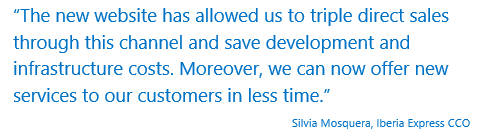 “The new website has allowed us to triple direct sales
through this channel and save development and
infrastructure costs. Moreover, we can now offer new
services to our customers in less time.”
Silvia Mosquera, Iberia Express CCO